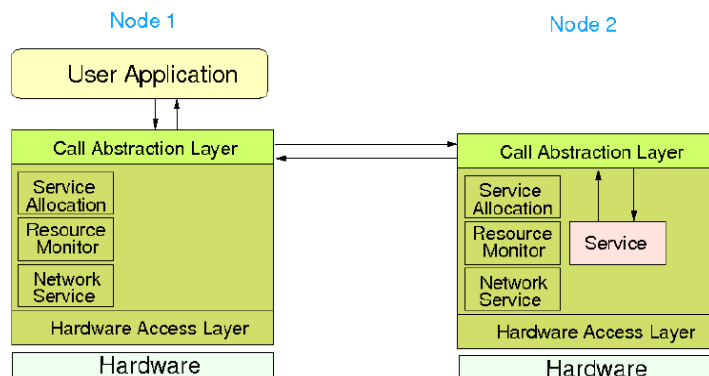 Node 1
User Application
Call Abstraction Layer
Service
Allocation
Resource
Monitor
Network
Service
Hardware Access Layer
Hardware
Node 2
Call Abstraction Layer
Service
Allocation
Resource
Monitor
Service
Network
Service
Hardware Access Layer
Hardware